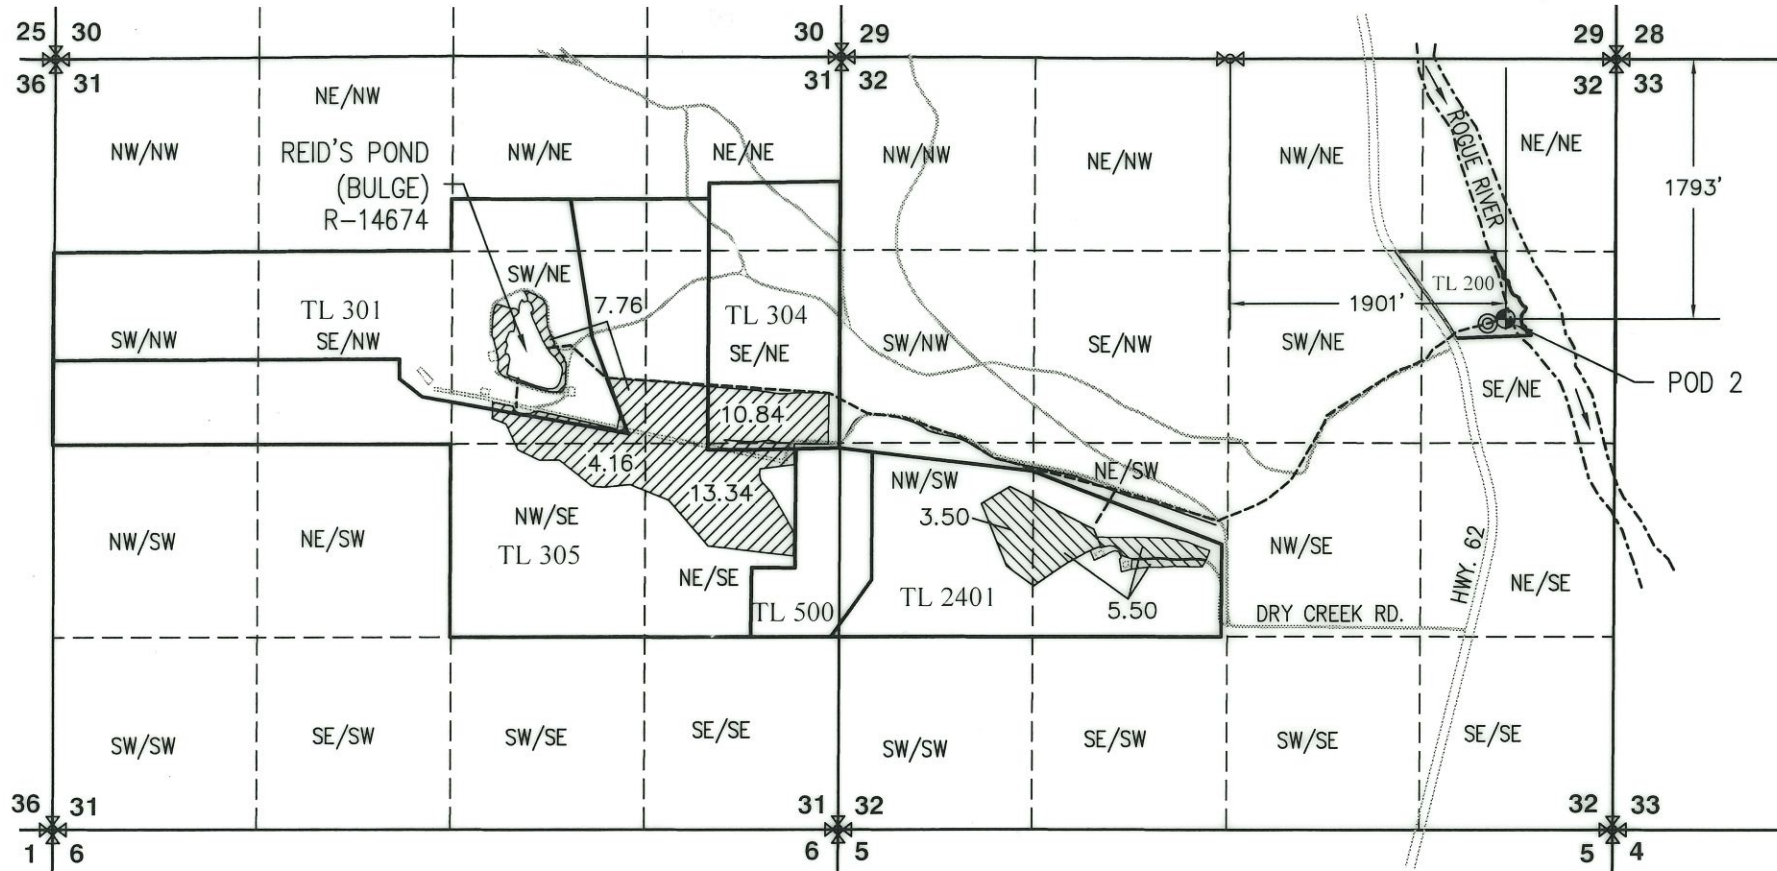 25 30
30 29
29 28
36 31
31 32
32 33
NE/NW
NW/NW
REID'S POND
(BULGE)
R-14674
NW/NE
NE/NE
NW/NW
NE/NW
NW/NE
ROGUE RIVER
NE/NE
1793'
SW/NE
7.76
TL 301
TL 304
1901'
TL 200
SW/NW
SE/NW
SE/NE
SW/NW
SE/NW
SW/NE
SE/NE
POD 2
10.84
4.16
13.34
NW/SW
NE/SW
3.50
NW/SE
TL 305
NW/SW
NE/SW
NE/SE
NW/SE
NE/SE
TL 500
TL 2401
5.50
DRY CREEK RD.
HWY. 62
SW/SW
SE/SW
SW/SE
SE/SE
SW/SW
SE/SW
SW/SE
SE/SE
36 31
31 32
32 33
1 6
6 5
5 4